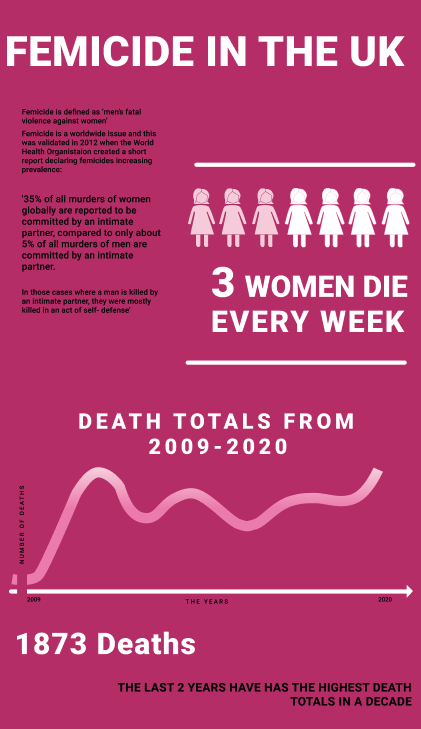 FEMICIDE IN THE UK
Femicide is defined as 'men's fatal
violence against women'
Femicide is a worldwide issue and this
was validated in 2012 when the World
Health Organistaion created a short
report declaring femicides increasing
prevalence:
'35% of all murders of women
globally are reported to be
committed by an intimate
partner, compared to only about
5% of all murders of men are
committed by an intimate
partner.
In those cases where a man is killed by
an intimate partner, they were mostly
killed in an act of self- defense'
3 WOMEN DIE
EVERY WEEK
DEATH TOTALS FROM
2009-2020
NUMBER OF DEATHS
2009
THE YEARS
2020
1873 Deaths
THE LAST 2 YEARS HAVE HAS THE HIGHEST DEATH
TOTALS IN A DECADE